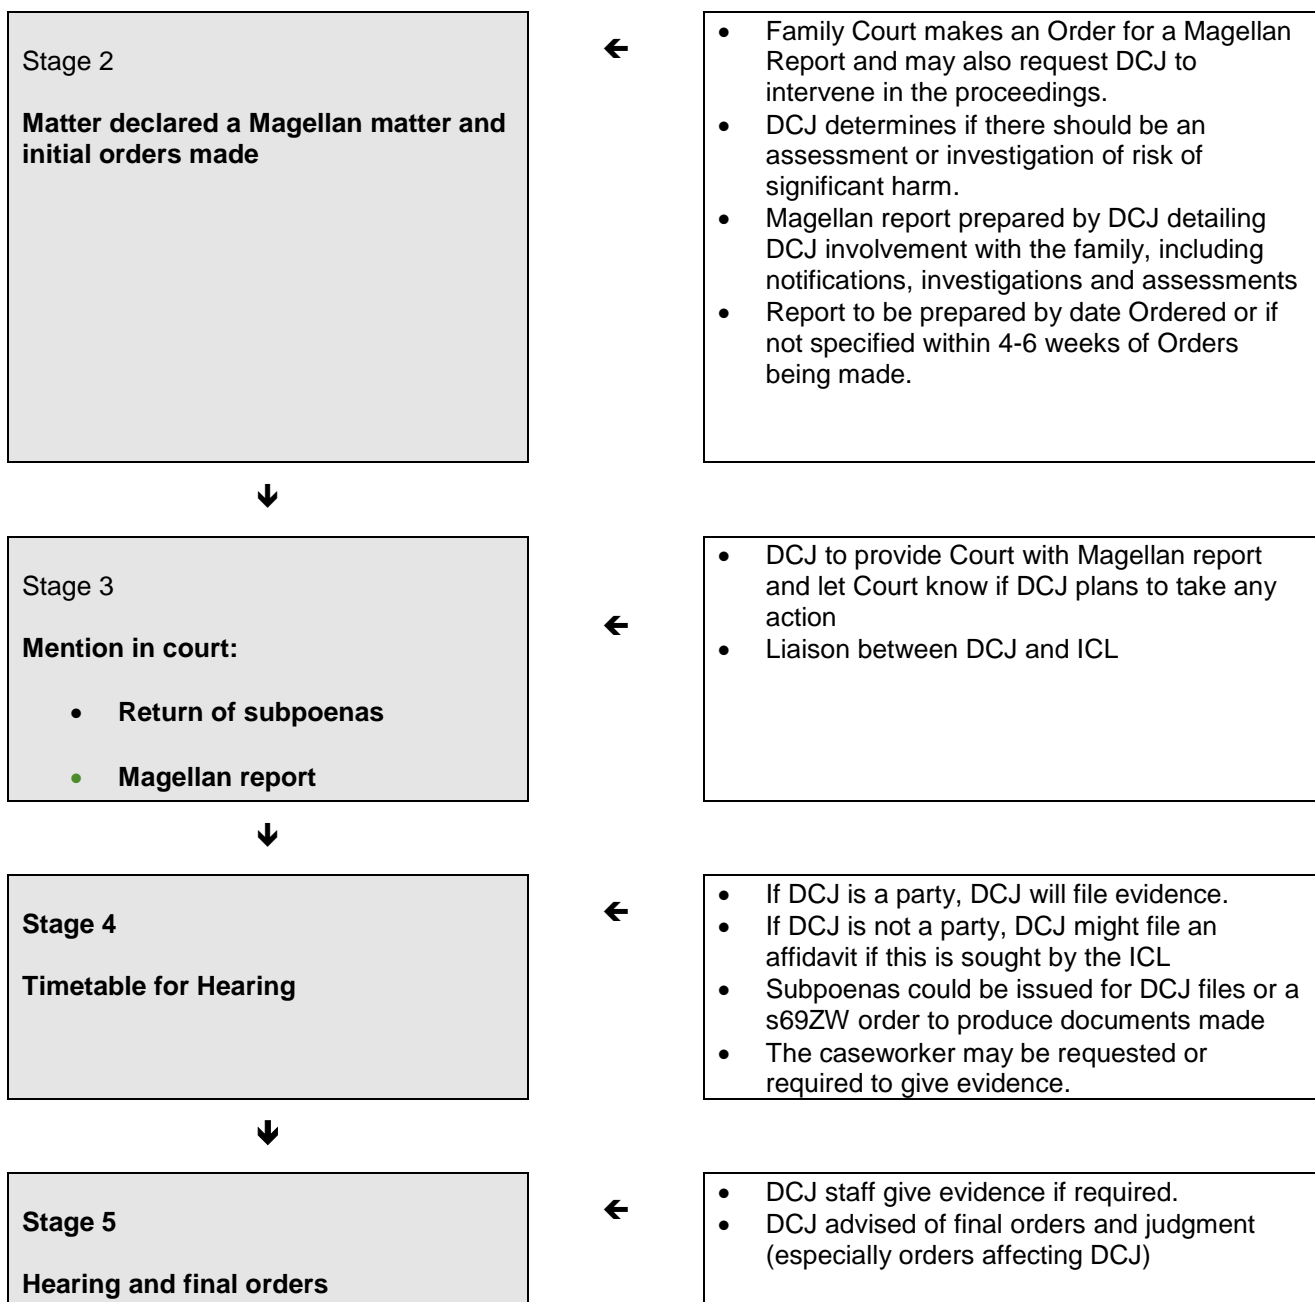 Stage 2
Matter declared a Magellan matter and
initial orders made
🡨
• Family Court makes an Order for a Magellan
Report and may also request DCJ to
intervene in the proceedings.
• DCJ determines if there should be an
assessment or investigation of risk of
significant harm.
• Magellan report prepared by DCJ detailing
DCJ involvement with the family, including
notifications, investigations and assessments
• Report to be prepared by date Ordered or if
not specified within 4-6 weeks of Orders
being made.
🡫
Stage 3
Mention in court:
• Return of subpoenas
• Magellan report
🡨
• DCJ to provide Court with Magellan report
and let Court know if DCJ plans to take any
action
• Liaison between DCJ and ICL
🡫
Stage 4
Timetable for Hearing
🡨
• If DCJ is a party, DCJ will file evidence.
• If DCJ is not a party, DCJ might file an
affidavit if this is sought by the ICL
• Subpoenas could be issued for DCJ files or a
s69ZW order to produce documents made
• The caseworker may be requested or
required to give evidence.
🡫
Stage 5
Hearing and final orders
🡨
• DCJ staff give evidence if required.
• DCJ advised of final orders and judgment
(especially orders affecting DCJ)